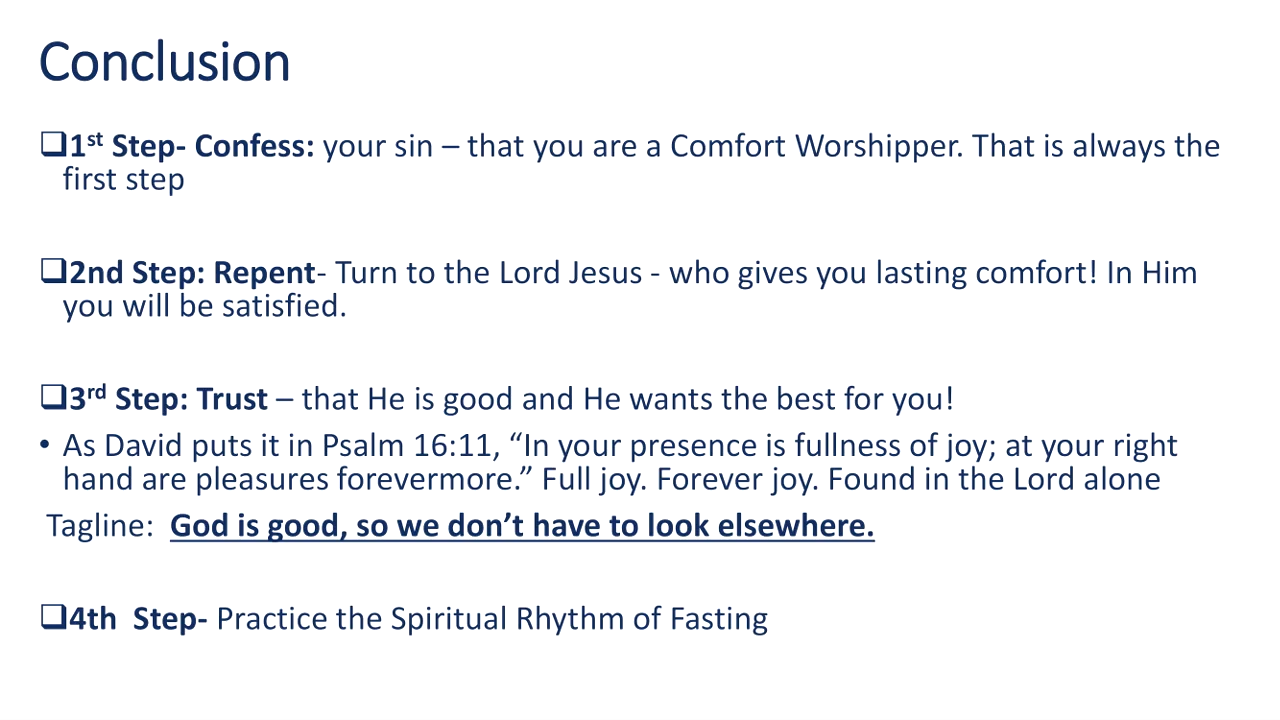 Conclusion
❑1st Step- Confess: your sin – that you are a Comfort Worshipper. That is always the
first step
❑2nd Step: Repent- Turn to the Lord Jesus - who gives you lasting comfort! In Him
you will be satisfied.
❑3rd Step: Trust – that He is good and He wants the best for you!
• As David puts it in Psalm 16:11, “In your presence is fullness of joy; at your right
hand are pleasures forevermore.” Full joy. Forever joy. Found in the Lord alone
Tagline:  God is good, so we don’t have to look elsewhere.
❑4th  Step- Practice the Spiritual Rhythm of Fasting